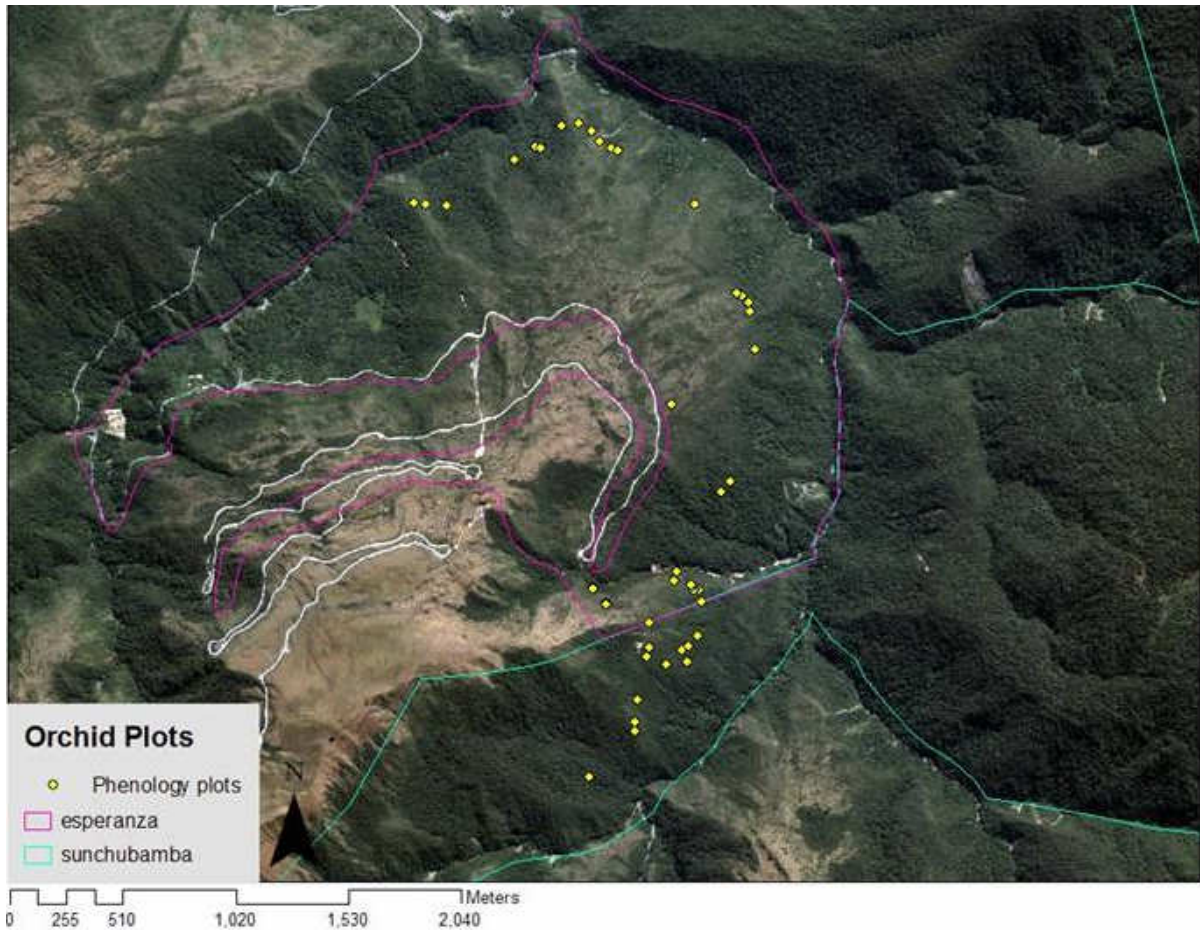 Orchid Plots
N
Phenology plots
esperanza
sunchubamba
Meters
0 255 510 1,020 1,530 2,040